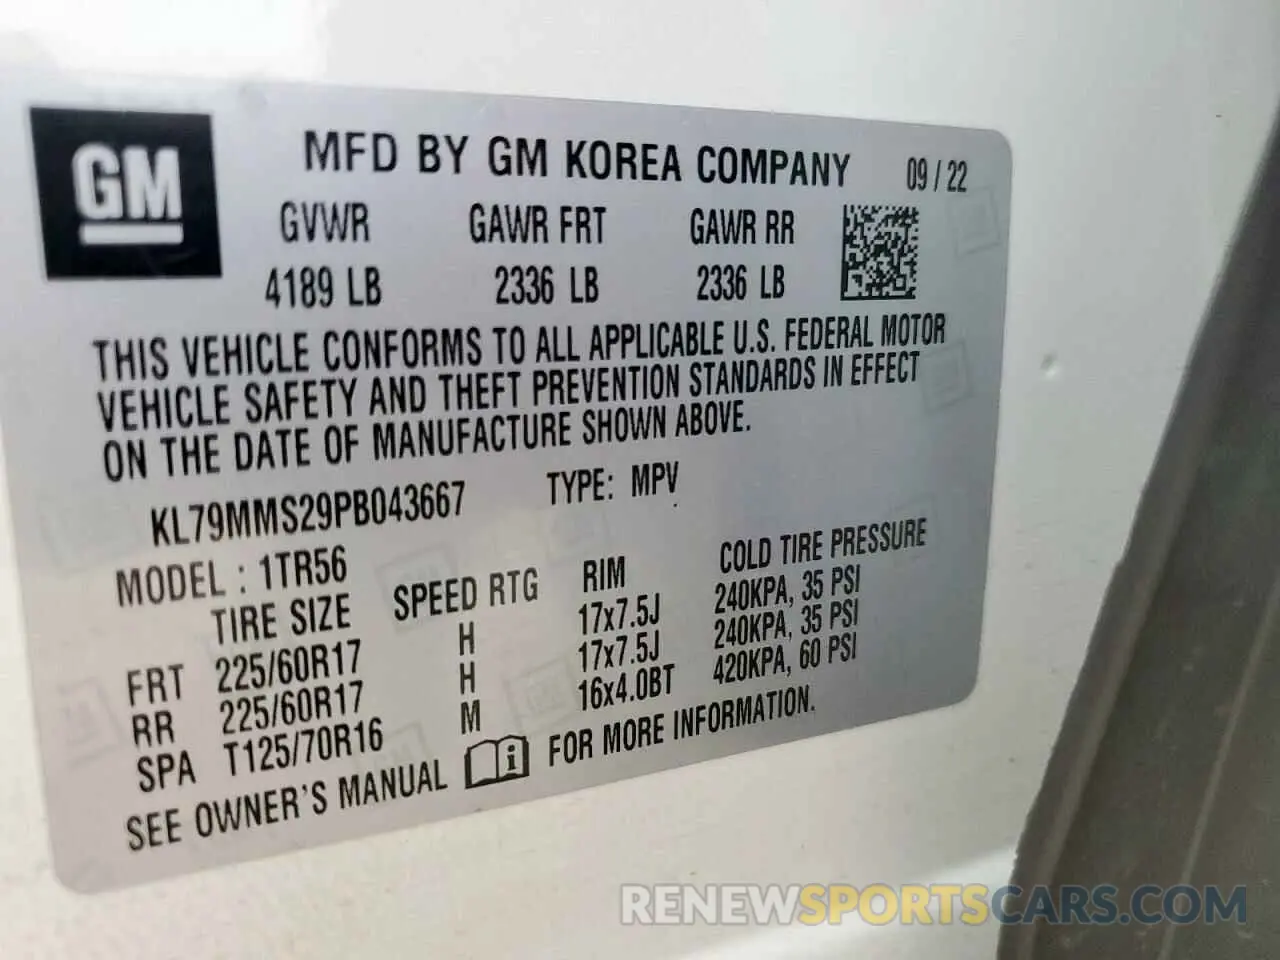 GM
MFD BY GM KOREA COMPANY 09 / 22
GVWR GAWR FRT GAWR RR
4189 LB 2336 LB 2336 LB
THIS VEHICLE CONFORMS TO ALL APPLICABLE U.S. FEDERAL MOTOR
VEHICLE SAFETY AND THEFT PREVENTION STANDARDS IN EFFECT
ON THE DATE OF MANUFACTURE SHOWN ABOVE.
KL79MMS29PB043667 TYPE: MPV
MODEL : 1TR56
TIRE SIZE SPEED RTG RIM COLD TIRE PRESSURE
FRT 225/60R17 H 17x7.5J 240KPA, 35 PSI
RR 225/60R17 H 17x7.5J 240KPA, 35 PSI
SPA T125/70R16 M 16x4.0BT 420KPA, 60 PSI
SEE OWNER'S MANUAL i FOR MORE INFORMATION.
RENEWSPORTSCARS.COM